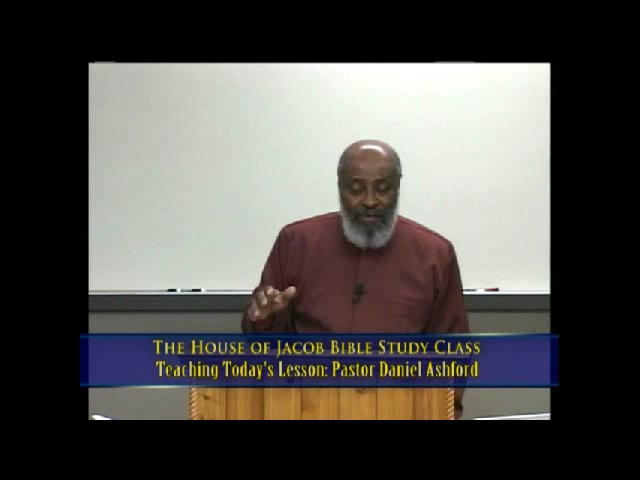 The House of Jacob Bible Study Class
Teaching Today's Lesson: Pastor Daniel Ashford